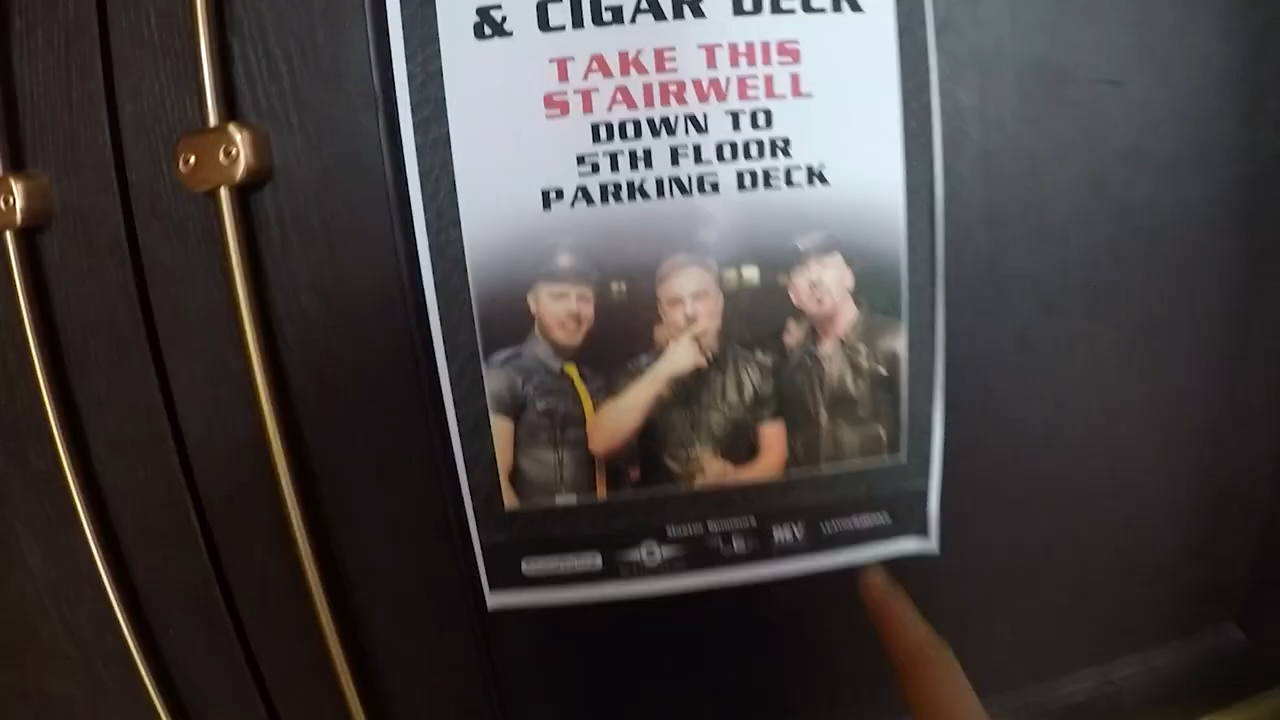 & CIGAR DECK
TAKE THIS
STAIRWELL
DOWN TO
5TH FLOOR
PARKING DECK